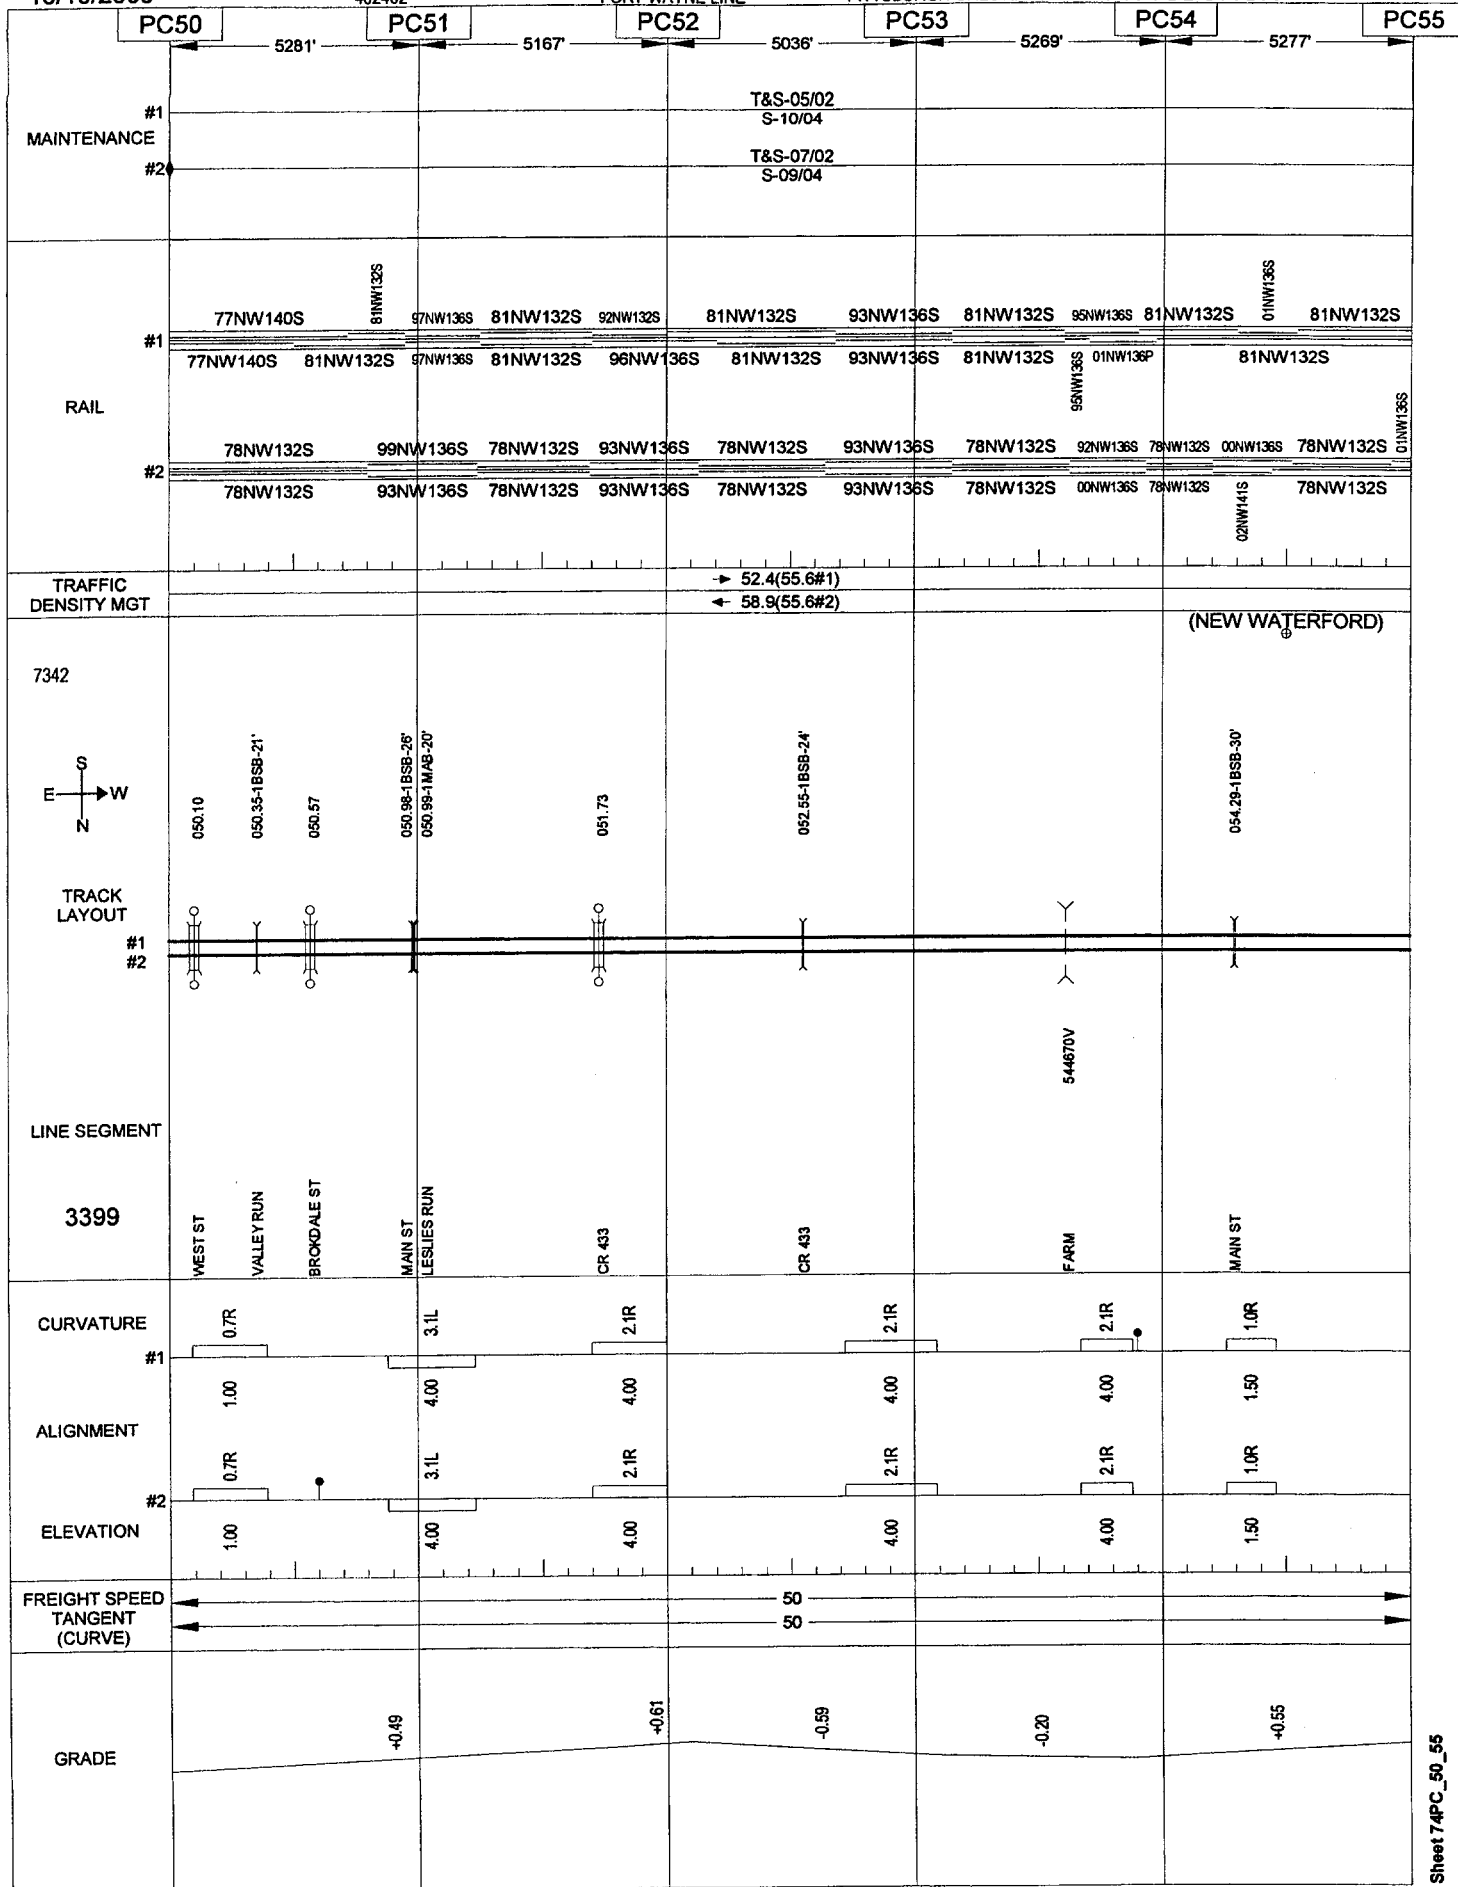 PC50 PC51 PC52 PC53 PC54 PC55
5281' 5167' 5036' 5269' 5277'
#1
T&S-05/02
S-10/04
MAINTENANCE
#2
T&S-07/02
S-09/04
81NW132S 01NW136S
77NW140S 97NW136S 81NW132S 92NW132S 81NW132S 93NW136S 81NW132S 95NW136S 81NW132S 81NW132S
#1
77NW140S 81NW132S 97NW136S 81NW132S 96NW136S 81NW132S 93NW136S 81NW132S 95NW136S 01NW136P 81NW132S
RAIL
01NW136S
78NW132S 99NW136S 78NW132S 93NW136S 78NW132S 93NW136S 78NW132S 92NW136S 78NW132S 00NW136S 78NW132S
#2
78NW132S 93NW136S 78NW132S 93NW136S 78NW132S 93NW136S 78NW132S 00NW136S 78NW132S 02NW141S 78NW132S
TRAFFIC
DENSITY MGT
52.4(55.6#1)
58.9(55.6#2)
(NEW WATERFORD)
7342
S
E W
N
050.10
050.35-1BSB-21'
050.57
050.98-1BSB-26'
050.99-1MAB-20'
051.73
052.55-1BSB-24'
054.29-1BSB-30'
TRACK
LAYOUT
#1
#2
544670V
LINE SEGMENT
3399
WEST ST
VALLEY RUN
BROKDALE ST
MAIN ST
LESLIES RUN
CR 433
CR 433
FARM
MAIN ST
CURVATURE
0.7R 3.1L 2.1R 2.1R 2.1R 1.0R
#1
1.00 4.00 4.00 4.00 4.00 1.50
ALIGNMENT
0.7R 3.1L 2.1R 2.1R 2.1R 1.0R
#2
ELEVATION
1.00 4.00 4.00 4.00 4.00 1.50
FREIGHT SPEED
TANGENT
(CURVE)
50
50
GRADE
+0.49 +0.61 -0.59 -0.20 +0.55
Sheet 74PC_50_55